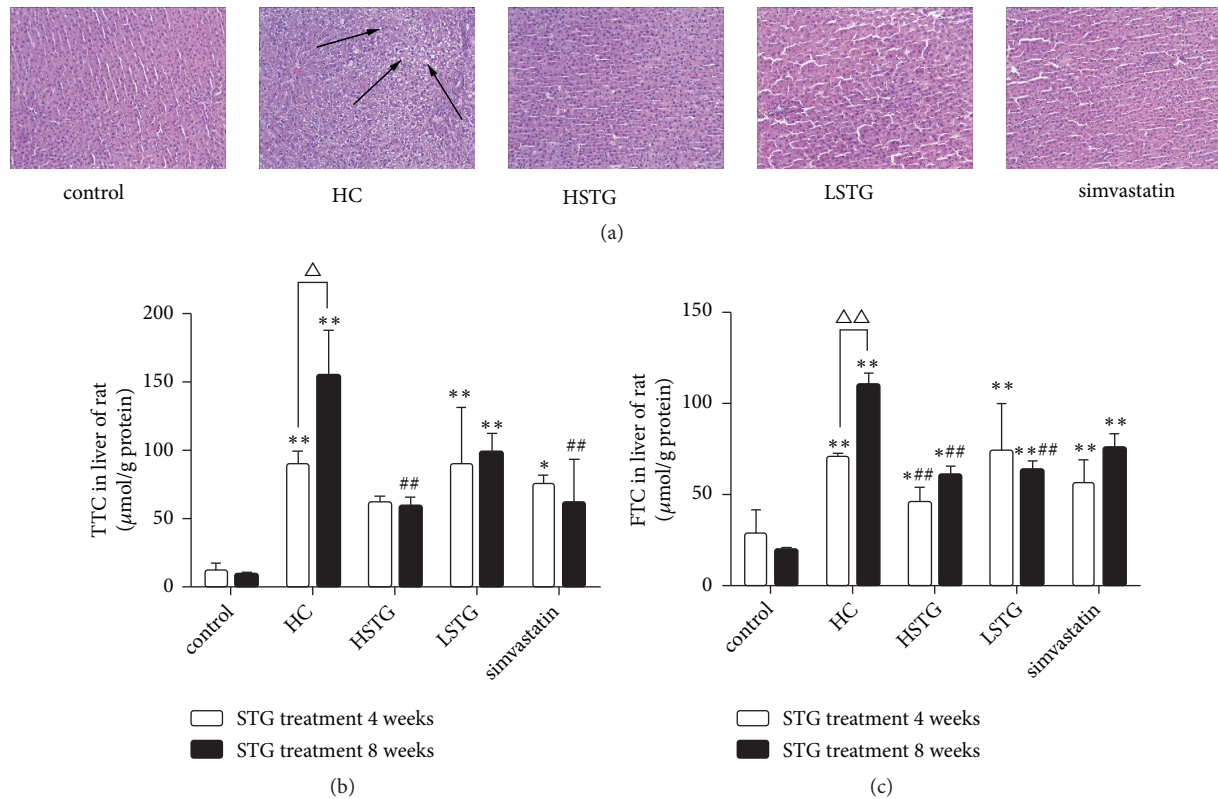 control
HC
HSTG
LSTG
simvastatin
(a)
TTC in liver of rat
(μmol/g protein)
200
150
100
50
0
△
**
**
##
**
**
*
##
control
HC
HSTG
LSTG
simvastatin
STG treatment 4 weeks
STG treatment 8 weeks
(b)
FTC in liver of rat
(μmol/g protein)
150
100
50
0
△△
**
**
*##
*##
**
**##
**
**
control
HC
HSTG
LSTG
simvastatin
STG treatment 4 weeks
STG treatment 8 weeks
(c)